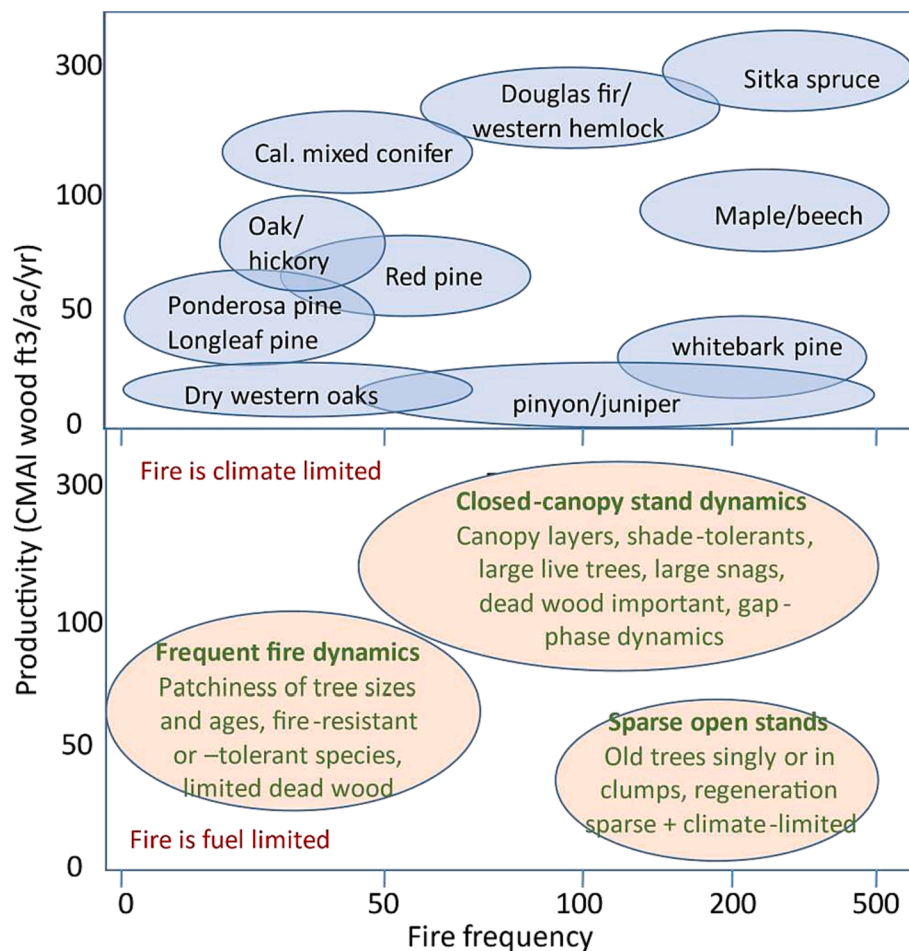 300
Sitka spruce
Douglas fir/
western hemlock
Cal. mixed conifer
100
Maple/beech
Oak/
hickory
Red pine
50
Ponderosa pine
Longleaf pine
whitebark pine
Dry western oaks
pinyon/juniper
0
Productivity (CMAI wood ft3/ac/yr)
Fire is climate limited
300
Closed-canopy stand dynamics
Canopy layers, shade-tolerants,
large live trees, large snags,
dead wood important, gap-
phase dynamics
100
Frequent fire dynamics
Patchiness of tree sizes
and ages, fire-resistant
or –tolerant species,
limited dead wood
50
Sparse open stands
Old trees singly or in
clumps, regeneration
sparse + climate-limited
Fire is fuel limited
0
0 50 100 200 500
Fire frequency